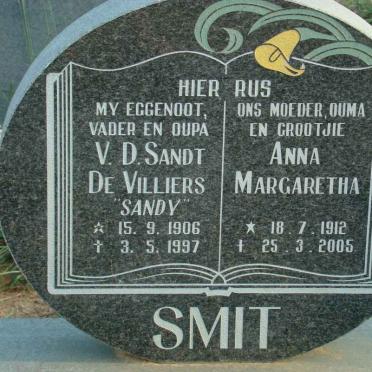 HIER RUS
MY EGGENOOT,
VADER EN OUPA
V. D. SANDT
DE VILLIERS
"SANDY"
☆ 15. 9. 1906
✝ 3. 5. 1997
ONS MOEDER, OUMA
EN GROOTJIE
ANNA
MARGARETHA
★ 18. 7. 1912
✝ 25. 3. 2005
SMIT